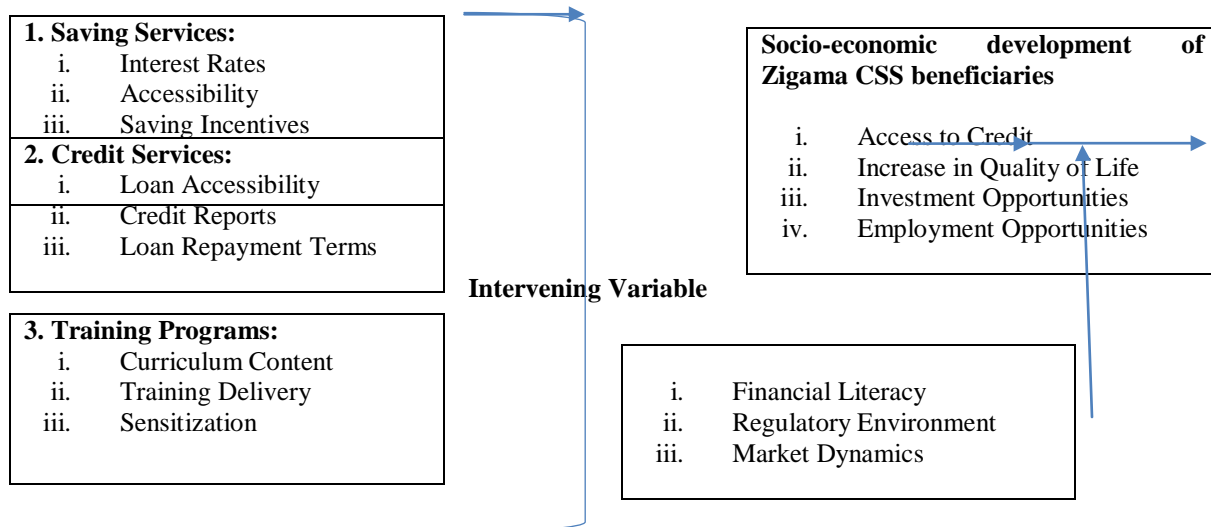 1. Saving Services:
i. Interest Rates
ii. Accessibility
iii. Saving Incentives
2. Credit Services:
i. Loan Accessibility
ii. Credit Reports
iii. Loan Repayment Terms
3. Training Programs:
i. Curriculum Content
ii. Training Delivery
iii. Sensitization
Socio-economic development of
Zigama CSS beneficiaries
i. Access to Credit
ii. Increase in Quality of Life
iii. Investment Opportunities
iv. Employment Opportunities
Intervening Variable
i. Financial Literacy
ii. Regulatory Environment
iii. Market Dynamics